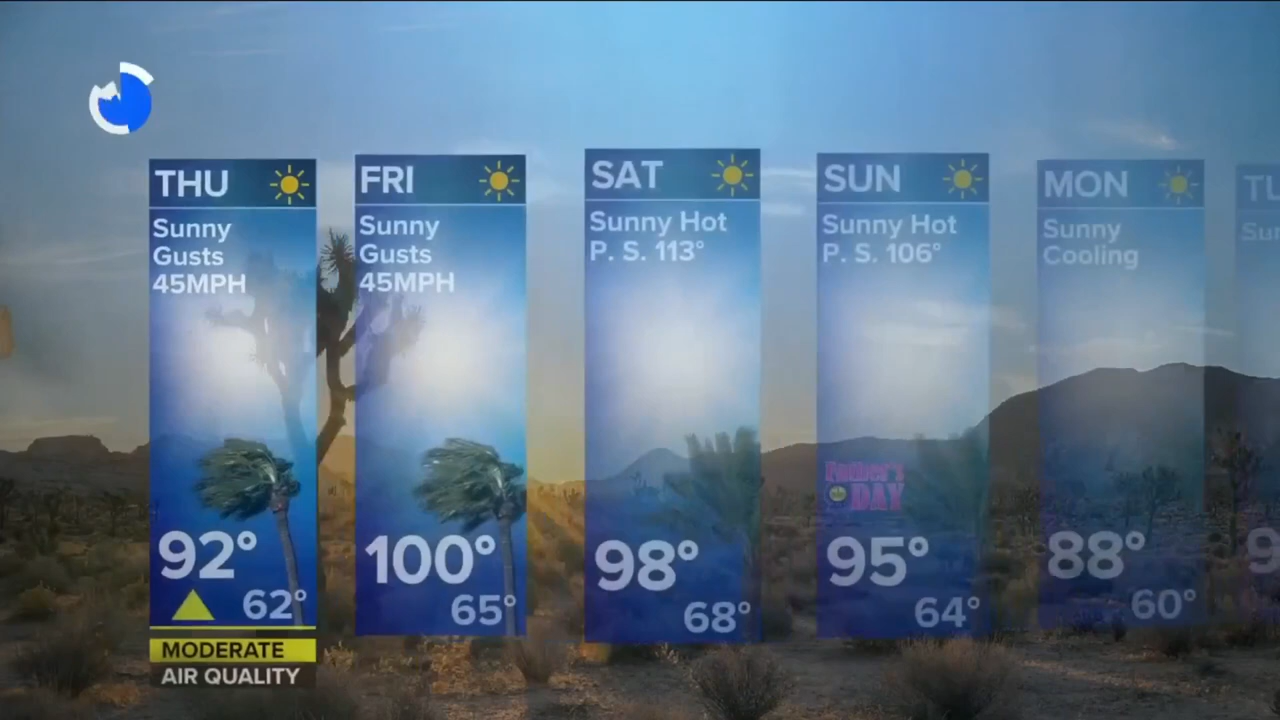 THU
Sunny
Gusts
45MPH
92°
62°
MODERATE
AIR QUALITY
FRI
Sunny
Gusts
45MPH
100°
65°
SAT
Sunny Hot
P. S. 113°
98°
68°
SUN
Sunny Hot
P. S. 106°
Father's
DAY
95°
64°
MON
Sunny
Cooling
88°
60°